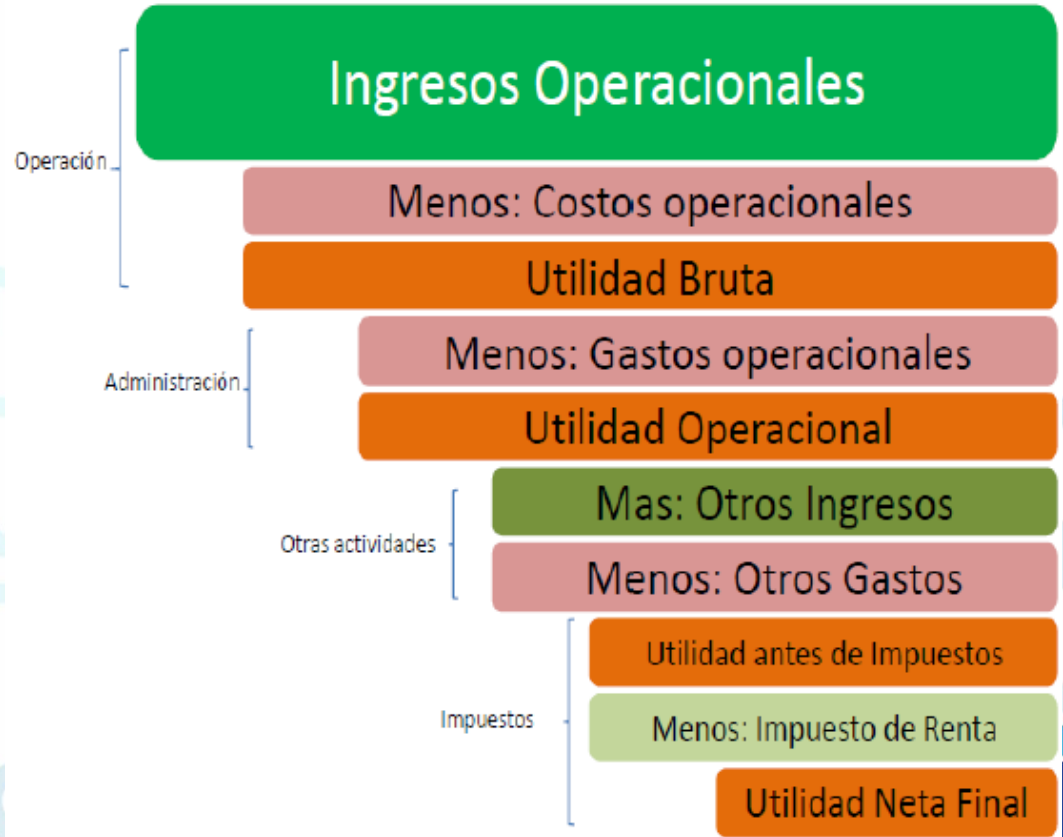 Ingresos Operacionales
Operación
Menos: Costos operacionales
Utilidad Bruta
Menos: Gastos operacionales
Administración
Utilidad Operacional
Mas: Otros Ingresos
Otras actividades
Menos: Otros Gastos
Utilidad antes de Impuestos
Impuestos
Menos: Impuesto de Renta
Utilidad Neta Final